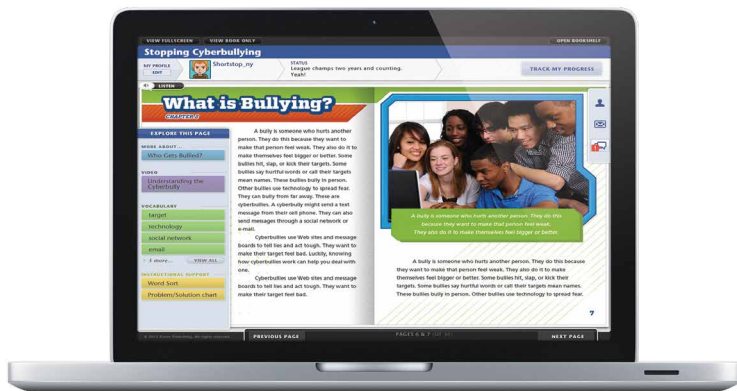 VIEW FULLSCREEN
VIEW BOOK ONLY
OPEN BOOKSHELF
Stopping Cyberbullying
MY PROFILE
EDIT
Shortstop_ny
STATUS
League champs two years and counting.
Yeah!
TRACK MY PROGRESS
LISTEN
What is Bullying?
CHAPTER 2
EXPLORE THIS PAGE
MORE ABOUT...
Who Gets Bullied?
VIDEO
Understanding the
Cyberbully
VOCABULARY
target
technology
social network
email
3 more...
VIEW ALL
INSTRUCTIONAL SUPPORT
Word Sort
Problem/Solution chart
A bully is someone who hurts another
person. They do this because they want to
make that person feel weak. They also do it to
make themselves feel bigger or better. Some
bullies hit, slap, or kick their targets. Some
bullies say hurtful words or call their targets
mean names. These bullies bully in person.
Other bullies use technology to spread fear.
They can bully from far away. These are
cyberbullies. A cyberbully might send a text
message from their cell phone. They can also
send messages through a social network or
e-mail.
Cyberbullies use Web sites and message
boards to tell lies and act tough. They want to
make their target feel bad. Luckily, knowing
how cyberbullies work can help you deal with
one.
Cyberbullies use Web sites and message
boards to tell lies and act tough. They want to
make their target feel bad.
A bully is someone who hurts another person. They do this
because they want to make that person feel weak.
They also do it to make themselves feel bigger or better.
A bully is someone who hurts another person. They do this because
they want to make that person feel weak. They also do it to make
themselves feel bigger or better. Some bullies hit, slap, or kick their
targets. Some bullies say hurtful words or call their targets mean names.
These bullies bully in person. Other bullies use technology to spread fear.
7
PREVIOUS PAGE
PAGES 6 & 7
NEXT PAGE